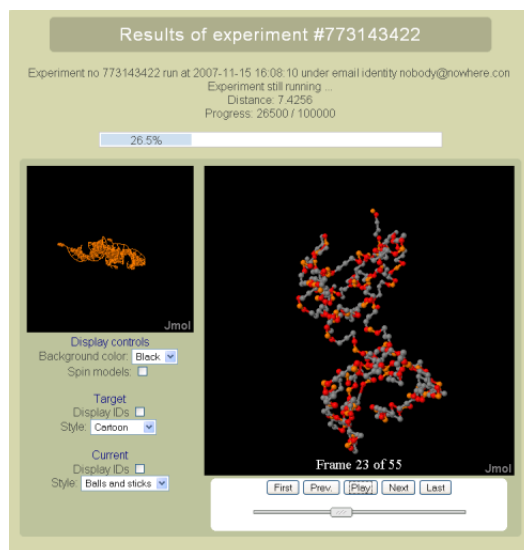 Results of experiment #773143422
Experiment no 773143422 run at 2007-11-15 16:08:10 under email identity nobody@nowhere.con
Experiment still running ...
Distance: 7.4256
Progress: 26500 / 100000
26.5%
Jmol
Display controls
Background color: Black
Spin models:
Target
Display IDs
Style: Cartoon
Current
Display IDs
Style: Balls and sticks
Frame 23 of 55
Jmol
First Prev. Play Next Last